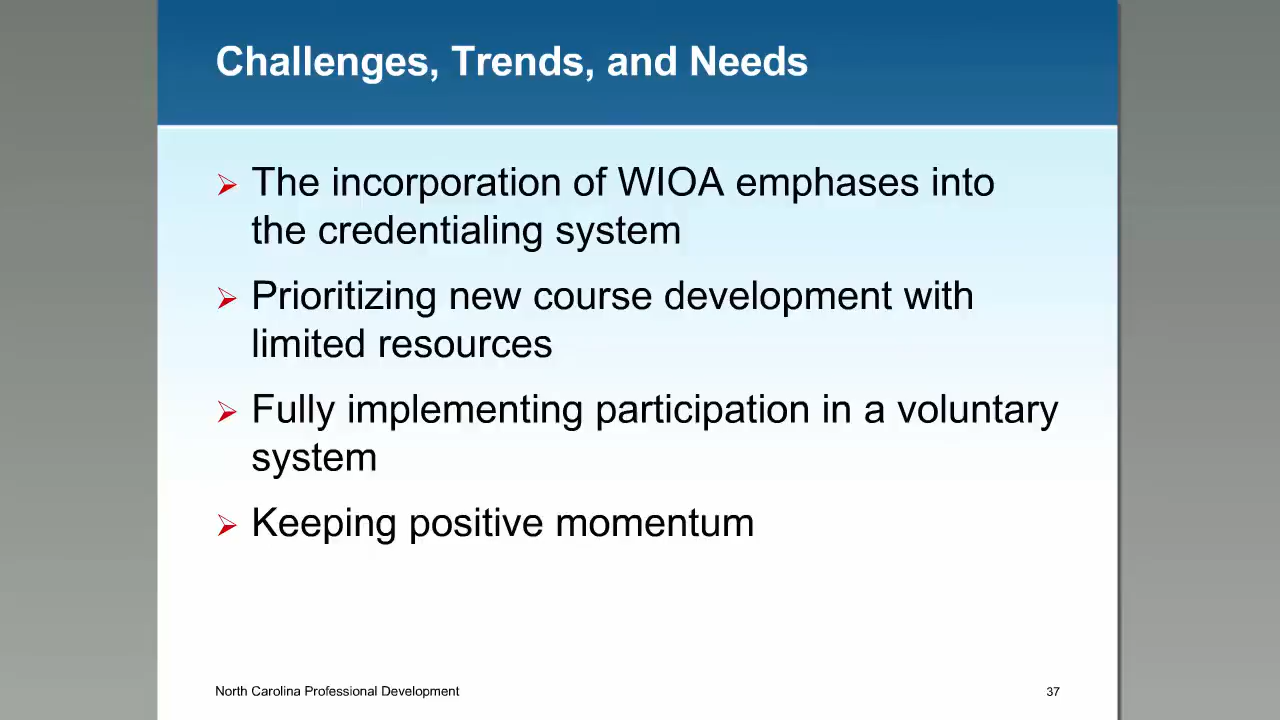 Challenges, Trends, and Needs
The incorporation of WIOA emphases into
the credentialing system
Prioritizing new course development with
limited resources
Fully implementing participation in a voluntary
system
Keeping positive momentum
North Carolina Professional Development
37